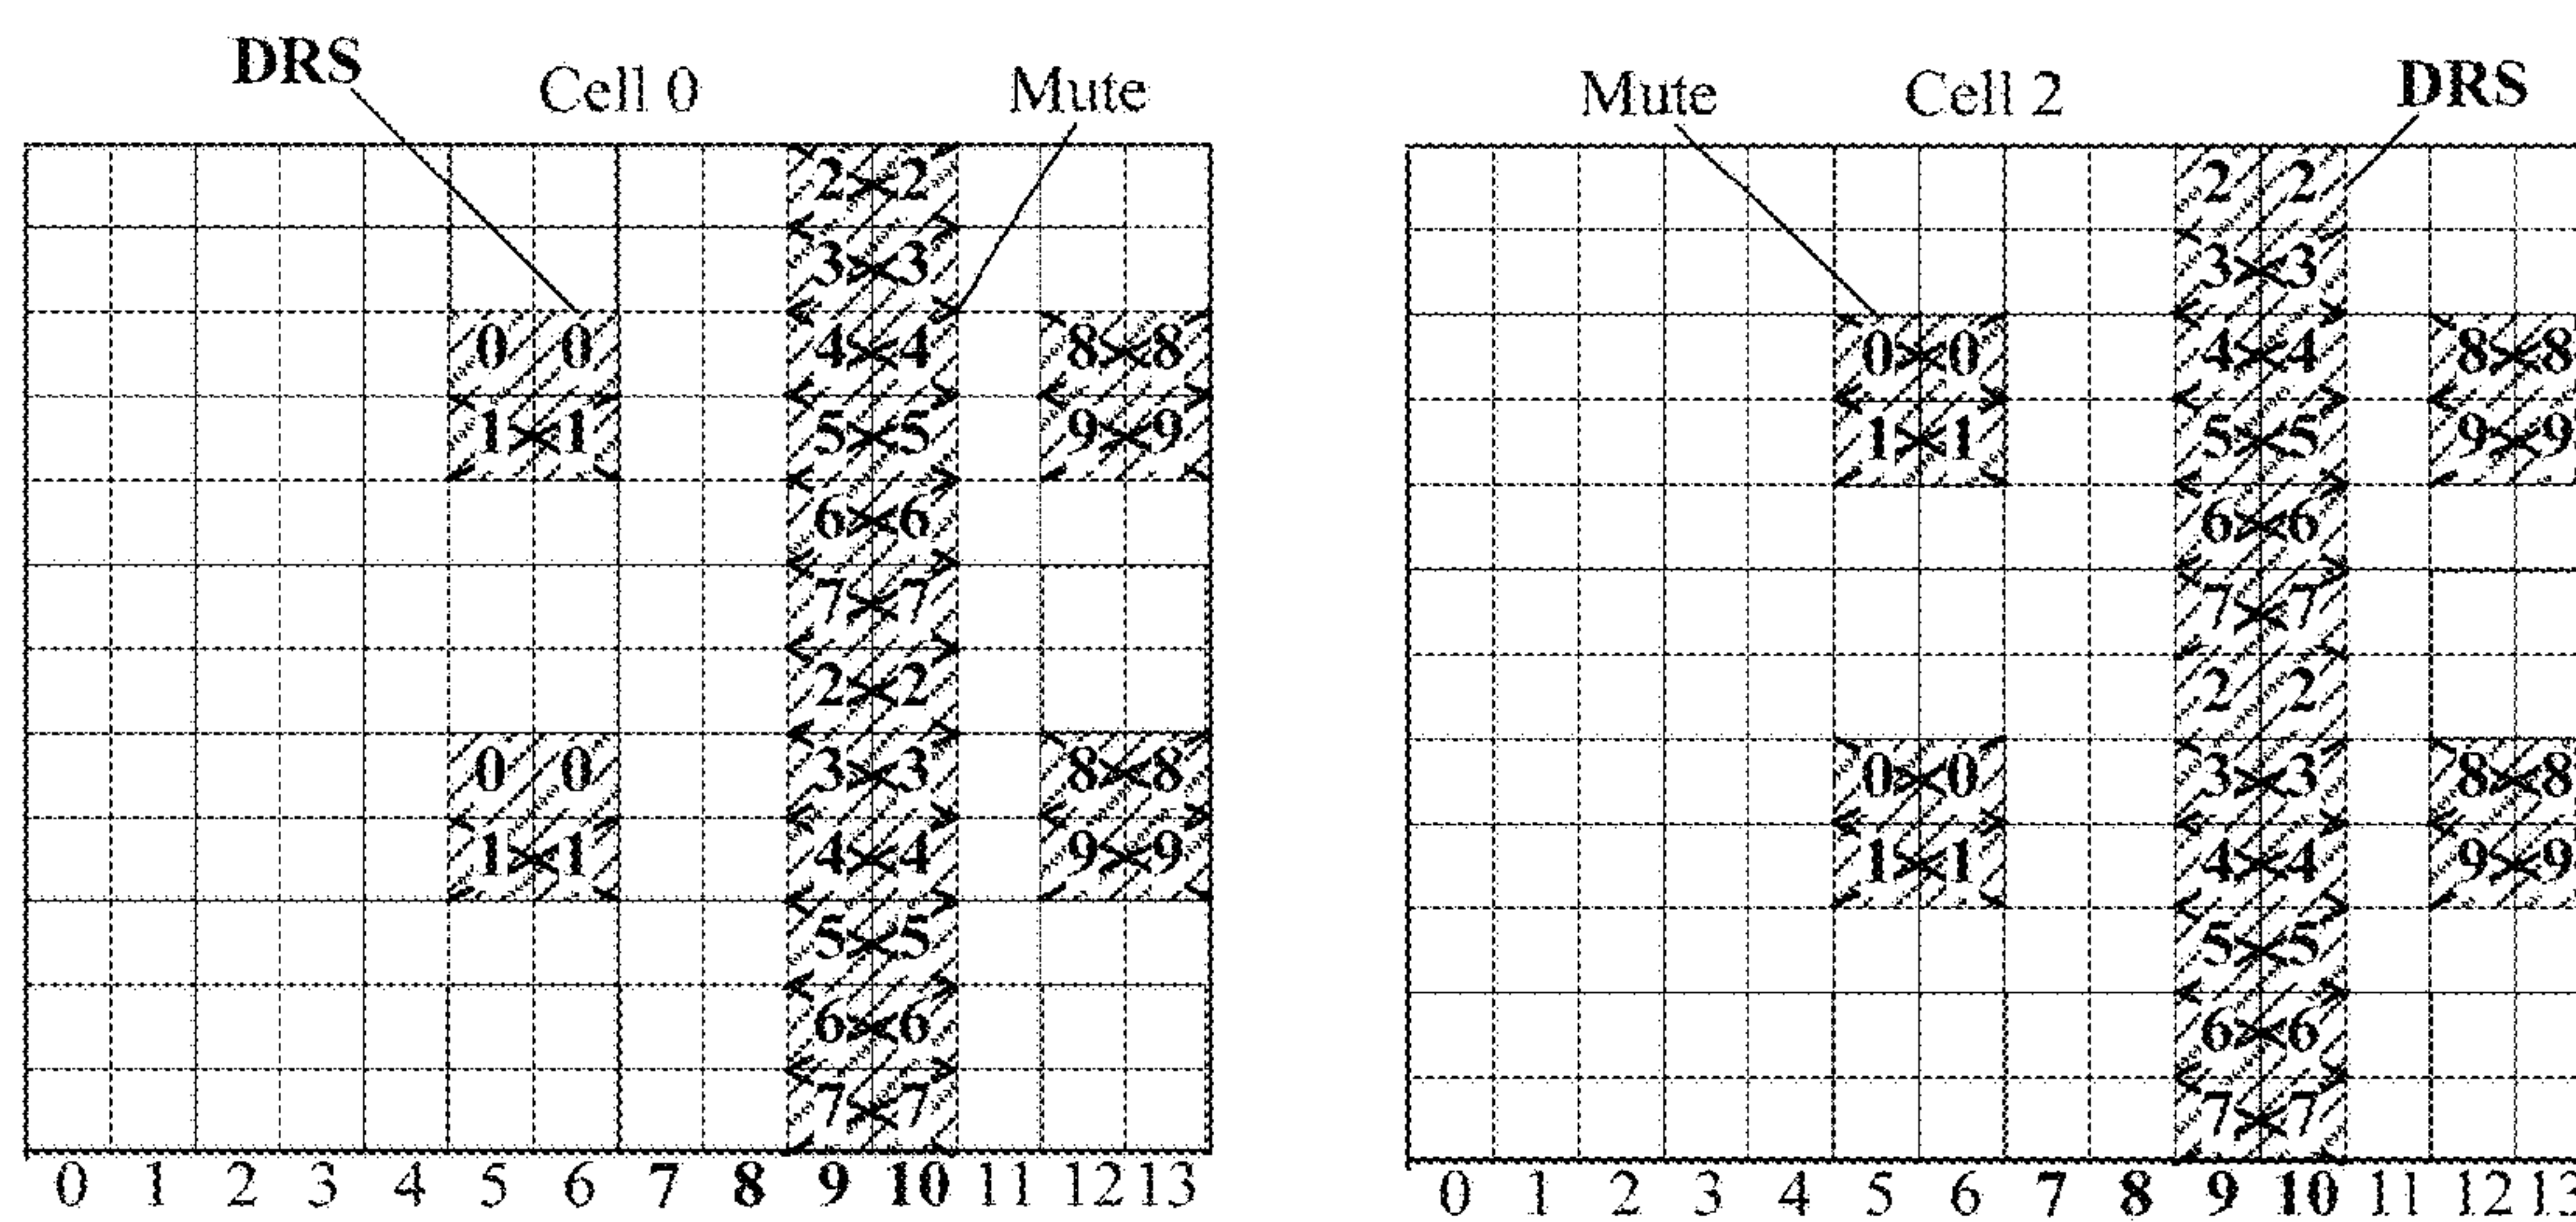 DRS Cell 0 Mute Mute Cell 2 DRS
2 2 2 2
3 3 3 3
0 0 4 4 8 8 0 0 4 4 8 8
1 1 5 5 9 9 1 1 5 5 9 9
6 6 6 6
7 7 7 7
2 2 2 2
0 0 3 3 8 8 0 0 3 3 8 8
1 1 4 4 9 9 1 1 4 4 9 9
5 5 5 5
6 6 6 6
7 7 7 7
0 1 2 3 4 5 6 7 8 9 10 11 12 13 0 1 2 3 4 5 6 7 8 9 10 11 12 13